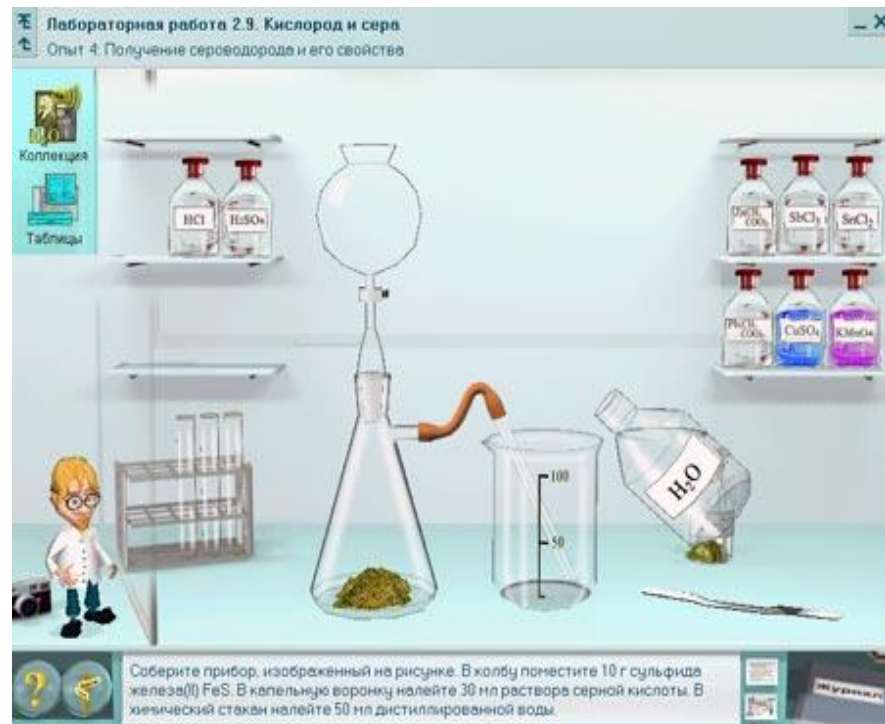 Лабораторная работа 2.9. Кислород и сера
Опыт 4: Получение сероводорода и его свойства
Коллекция
Таблицы
HCl
H₂SO₄
SbCl₃
SnCl₂
CuSO₄
KMnO₄
100
50
H₂O
Соберите прибор, изображенный на рисунке. В колбу поместите 10 г сульфида
железа(II) FeS. В капельную воронку налейте 30 мл раствора серной кислоты. В
химический стакан налейте 50 мл дистиллированной воды.
Журнал